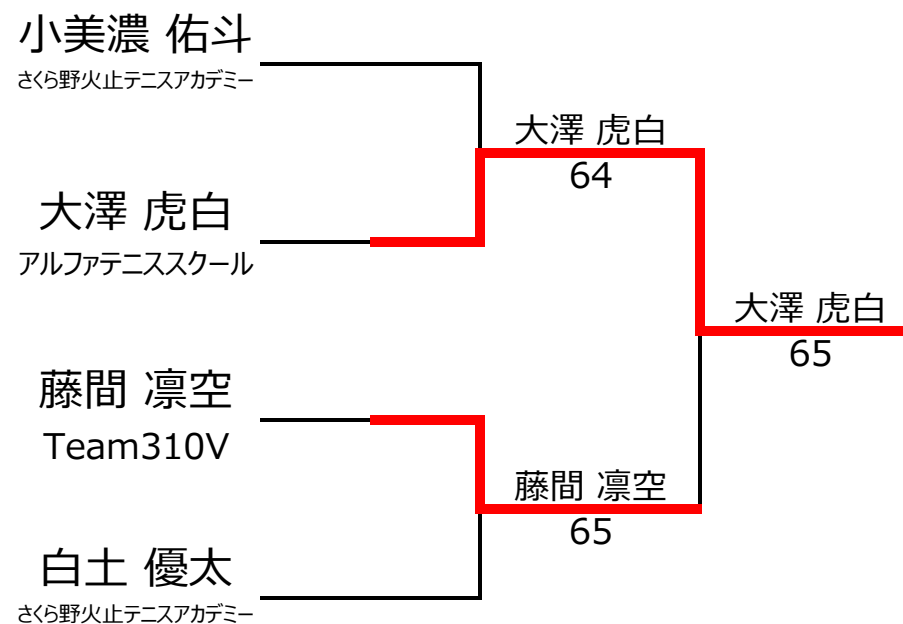 小美濃 佑斗
さくら野火止テニスアカデミー
大澤 虎白
64
大澤 虎白
アルファテニススクール
大澤 虎白
65
藤間 凛空
Team310V
藤間 凛空
65
白土 優太
さくら野火止テニスアカデミー